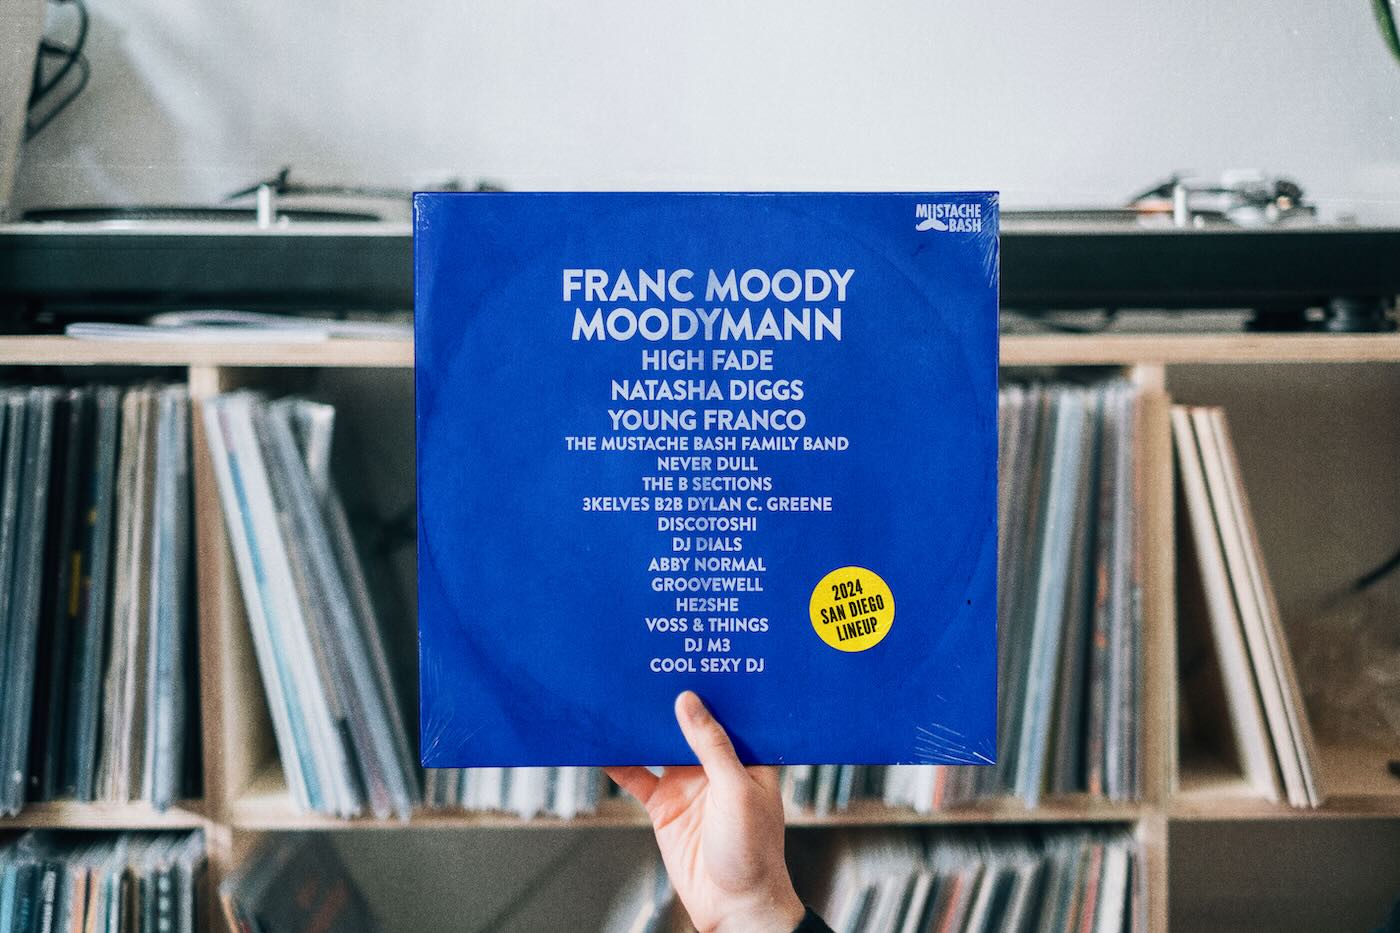 MUSTACHE
BASH
FRANC MOODY
MOODYMANN
HIGH FADE
NATASHA DIGGS
YOUNG FRANCO
THE MUSTACHE BASH FAMILY BAND
NEVER DULL
THE B SECTIONS
3KELVES B2B DYLAN C. GREENE
DISCOTOSHI
DJ DIALS
ABBY NORMAL
GROOVEWELL
HE2SHE
VOSS & THINGS
DJ M3
COOL SEXY DJ
2024
SAN DIEGO
LINEUP